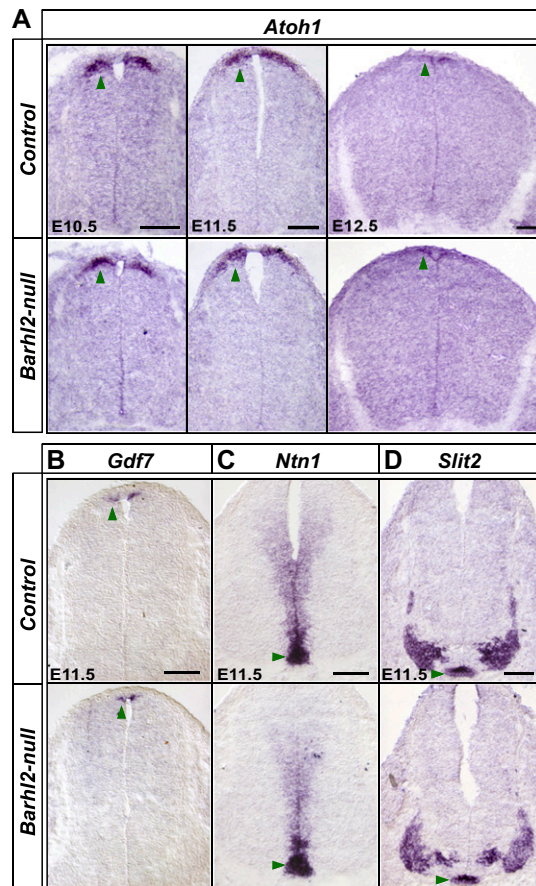 A
Atoh1
Control
E10.5
E11.5
E12.5
Barhl2-null
B Gdf7
C Ntn1
D Slit2
Control
E11.5
E11.5
E11.5
Barhl2-null